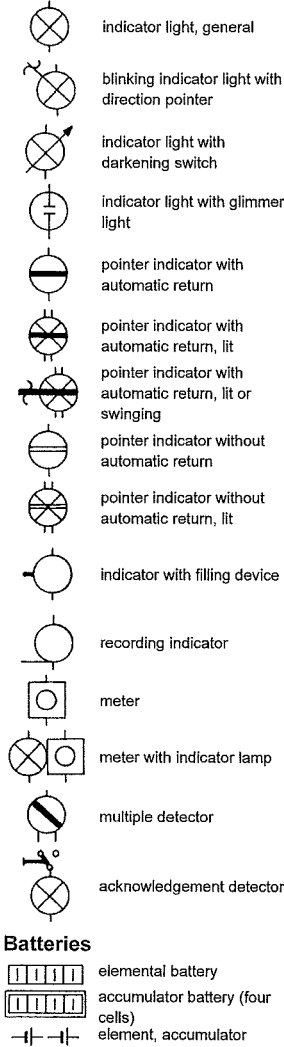 indicator light, general
blinking indicator light with
direction pointer
indicator light with
darkening switch
indicator light with glimmer
light
pointer indicator with
automatic return
pointer indicator with
automatic return, lit
pointer indicator with
automatic return, lit or
swinging
pointer indicator without
automatic return
pointer indicator without
automatic return, lit
indicator with filling device
recording indicator
meter
meter with indicator lamp
multiple detector
acknowledgement detector
Batteries
elemental battery
accumulator battery (four
cells)
element, accumulator